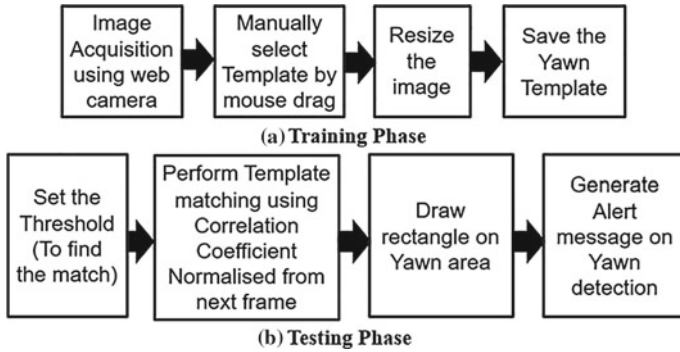 Image
Acquisition
using web
camera
Manually
select
Template by
mouse drag
Resize
the
image
Save the
Yawn
Template
(a) Training Phase
Set the
Threshold
(To find
the match)
Perform Template
matching using
Correlation
Coefficient
Normalised from
next frame
Draw
rectangle on
Yawn area
Generate
Alert
message on
Yawn
detection
(b) Testing Phase